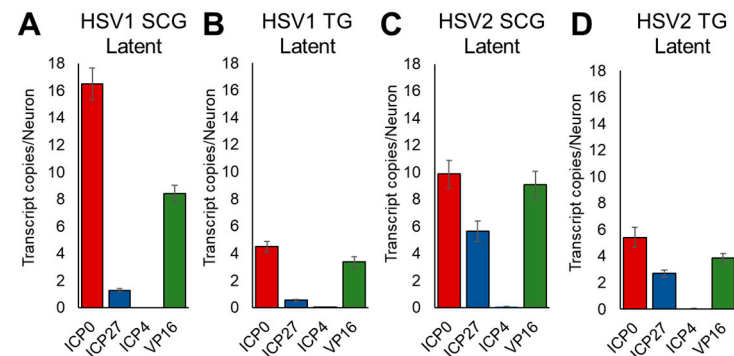 A
HSV1 SCG
Latent
Transcript copies/Neuron
18
16
14
12
10
8
6
4
2
0
ICP0
ICP27
ICP4
VP16
B
HSV1 TG
Latent
Transcript copies/Neuron
18
16
14
12
10
8
6
4
2
0
ICP0
ICP27
ICP4
VP16
C
HSV2 SCG
Latent
Transcript copies/Neuron
18
16
14
12
10
8
6
4
2
0
ICP0
ICP27
ICP4
VP16
D
HSV2 TG
Latent
Transcript copies/Neuron
18
16
14
12
10
8
6
4
2
0
ICP0
ICP27
ICP4
VP16